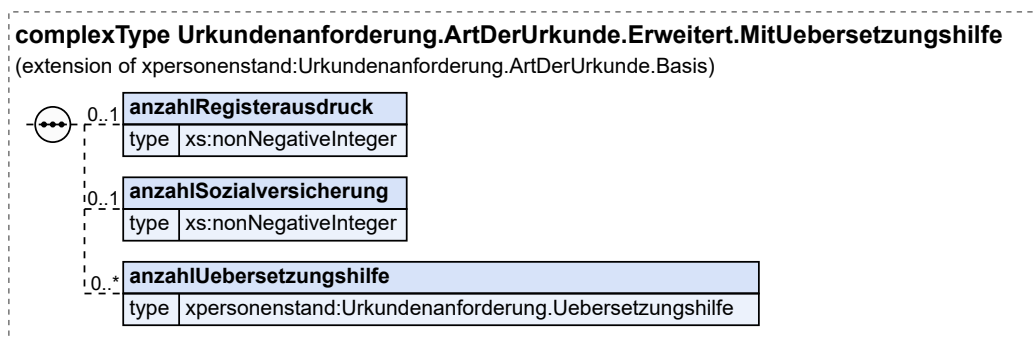 complexType Urkundenanforderung.ArtDerUrkunde.Erweitert.MitUebersetzungshilfe
(extension of xpersonenstand:Urkundenanforderung.ArtDerUrkunde.Basis)
0..1 anzahlRegisterausdruck
type xs:nonNegativeInteger
0..1 anzahlSozialversicherung
type xs:nonNegativeInteger
0..* anzahlUebersetzungshilfe
type xpersonenstand:Urkundenanforderung.Uebersetzungshilfe